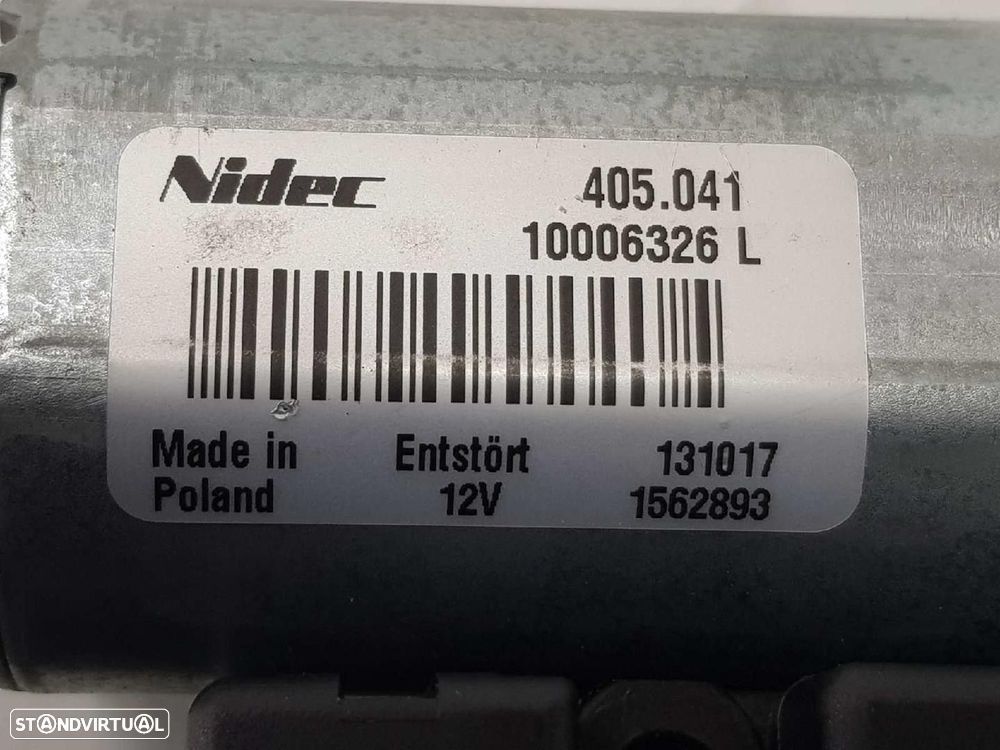 Nidec
405.041
10006326 L
Made in
Poland
Entstört
12V
131017
1562893
STANDVIRTUAL